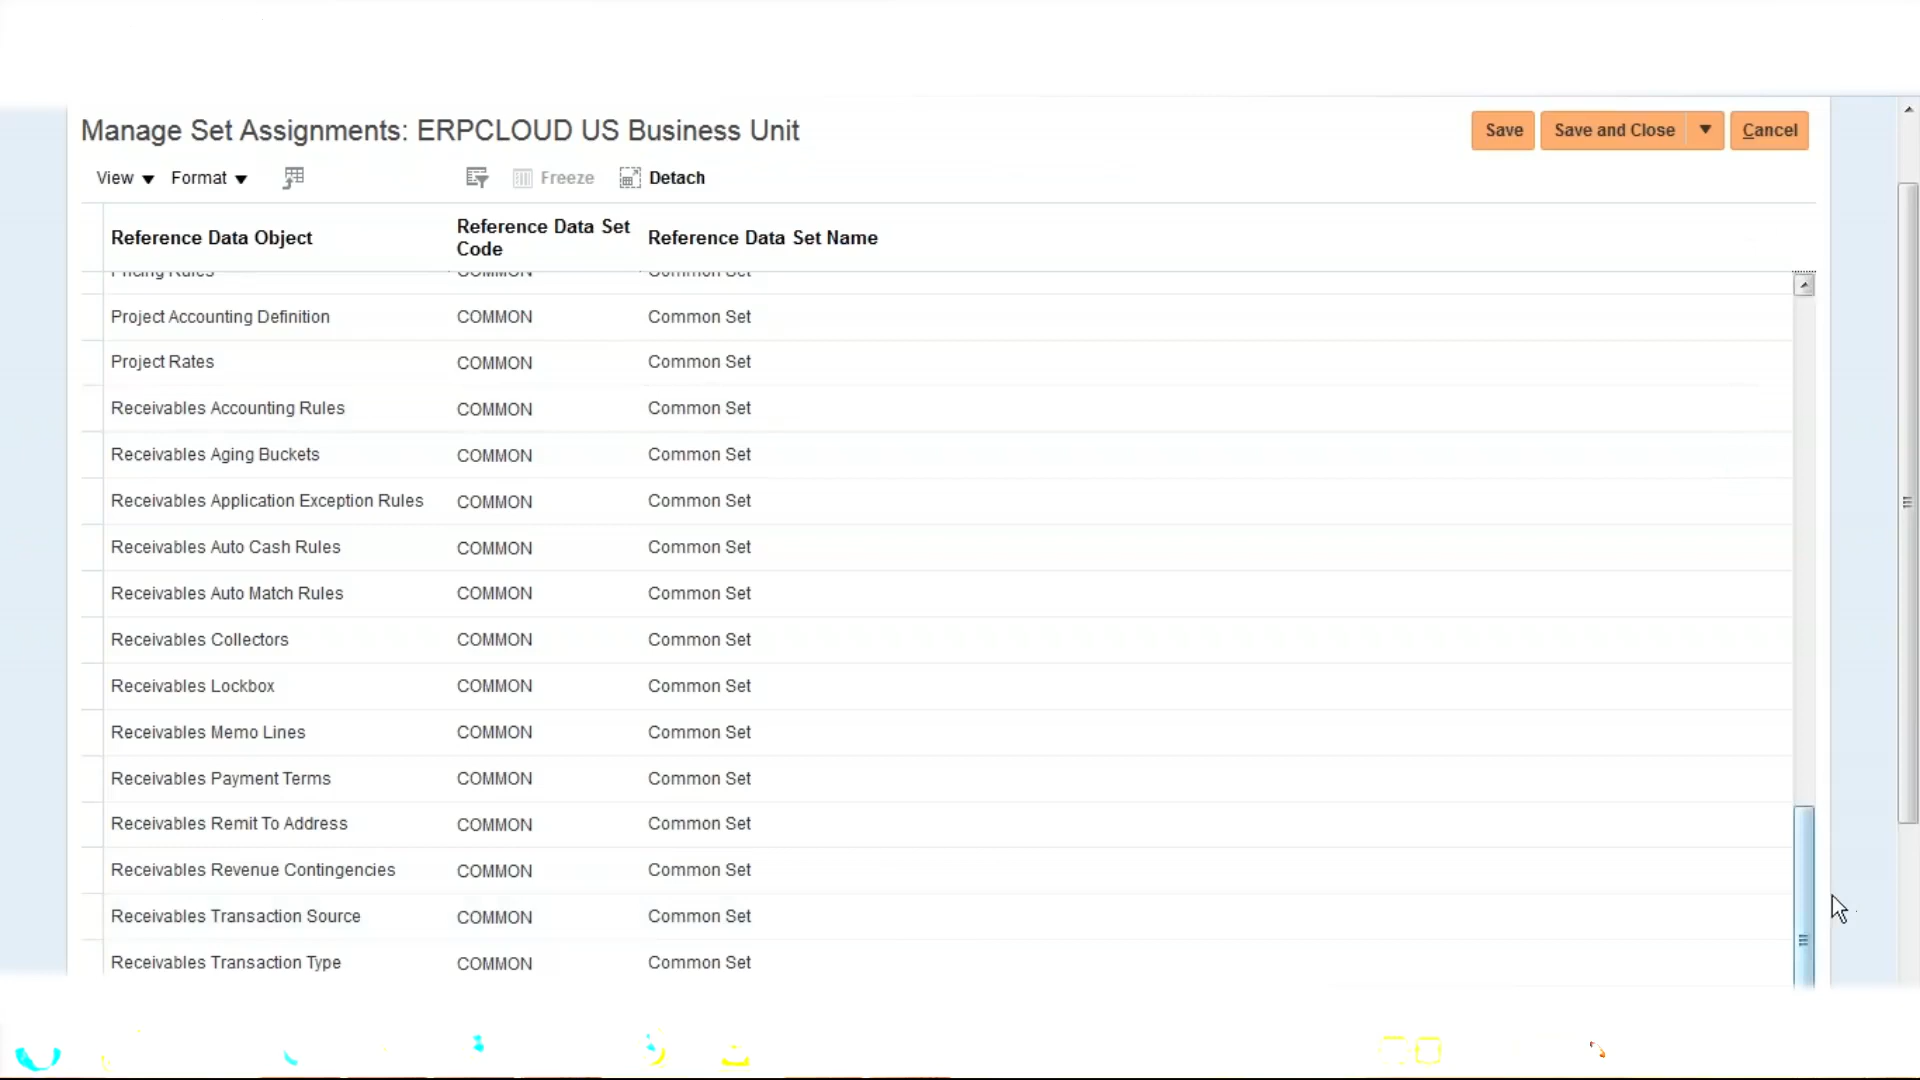 Manage Set Assignments: ERPCLOUD US Business Unit
Save
Save and Close
Cancel
View
Format
Freeze
Detach
Reference Data Object
Reference Data Set Code
Reference Data Set Name
Pricing Rules COMMON Common Set
Project Accounting Definition COMMON Common Set
Project Rates COMMON Common Set
Receivables Accounting Rules COMMON Common Set
Receivables Aging Buckets COMMON Common Set
Receivables Application Exception Rules COMMON Common Set
Receivables Auto Cash Rules COMMON Common Set
Receivables Auto Match Rules COMMON Common Set
Receivables Collectors COMMON Common Set
Receivables Lockbox COMMON Common Set
Receivables Memo Lines COMMON Common Set
Receivables Payment Terms COMMON Common Set
Receivables Remit To Address COMMON Common Set
Receivables Revenue Contingencies COMMON Common Set
Receivables Transaction Source COMMON Common Set
Receivables Transaction Type COMMON Common Set